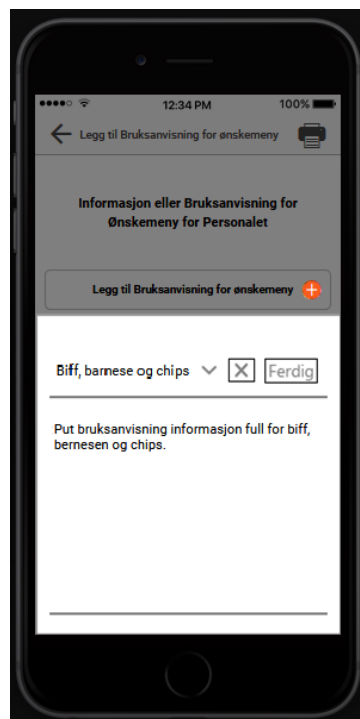 12:34 PM
100%
Legg til Bruksanvisning for ønskemeny
Informasjon eller Bruksanvisning for
Ønskemeny for Personalet
Legg til Bruksanvisning for ønskemeny
Biff, barnese og chips
Ferdig
Put bruksanvisning informasjon full for biff,
bernesen og chips.